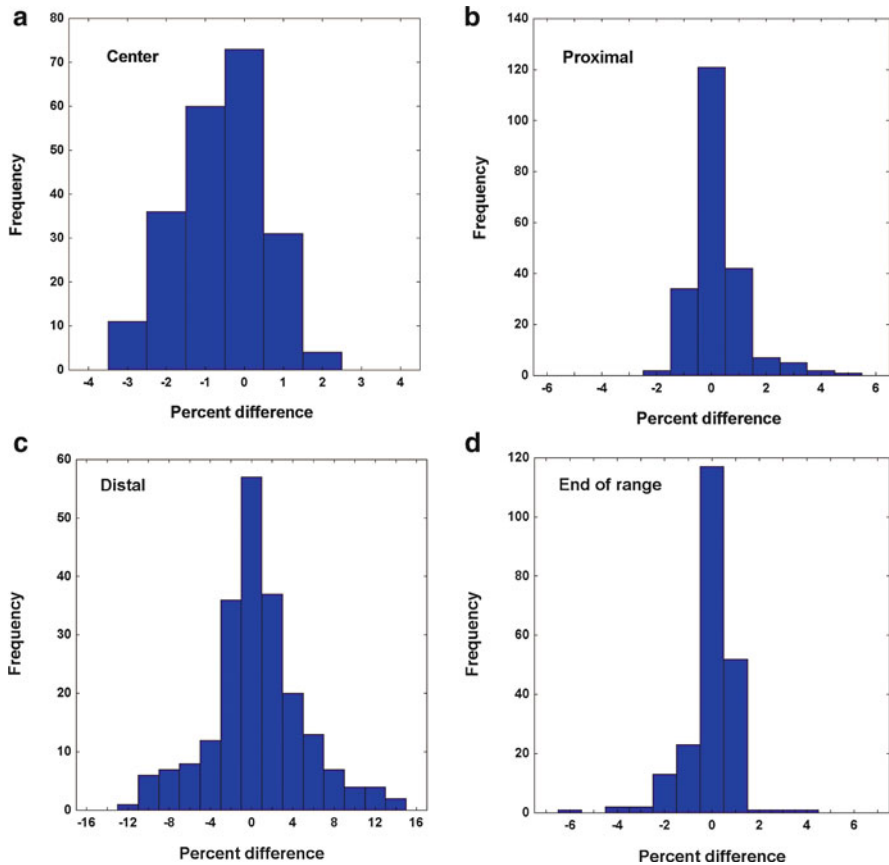 a
Center
80
70
60
50
40
30
20
10
0
Frequency
-4 -3 -2 -1 0 1 2 3 4
Percent difference
b
Proximal
140
120
100
80
60
40
20
0
Frequency
-6 -4 -2 0 2 4 6
Percent difference
c
Distal
60
50
40
30
20
10
0
Frequency
-16 -12 -8 -4 0 4 8 12 16
Percent difference
d
End of range
120
100
80
60
40
20
0
Frequency
-6 -4 -2 0 2 4 6
Percent difference